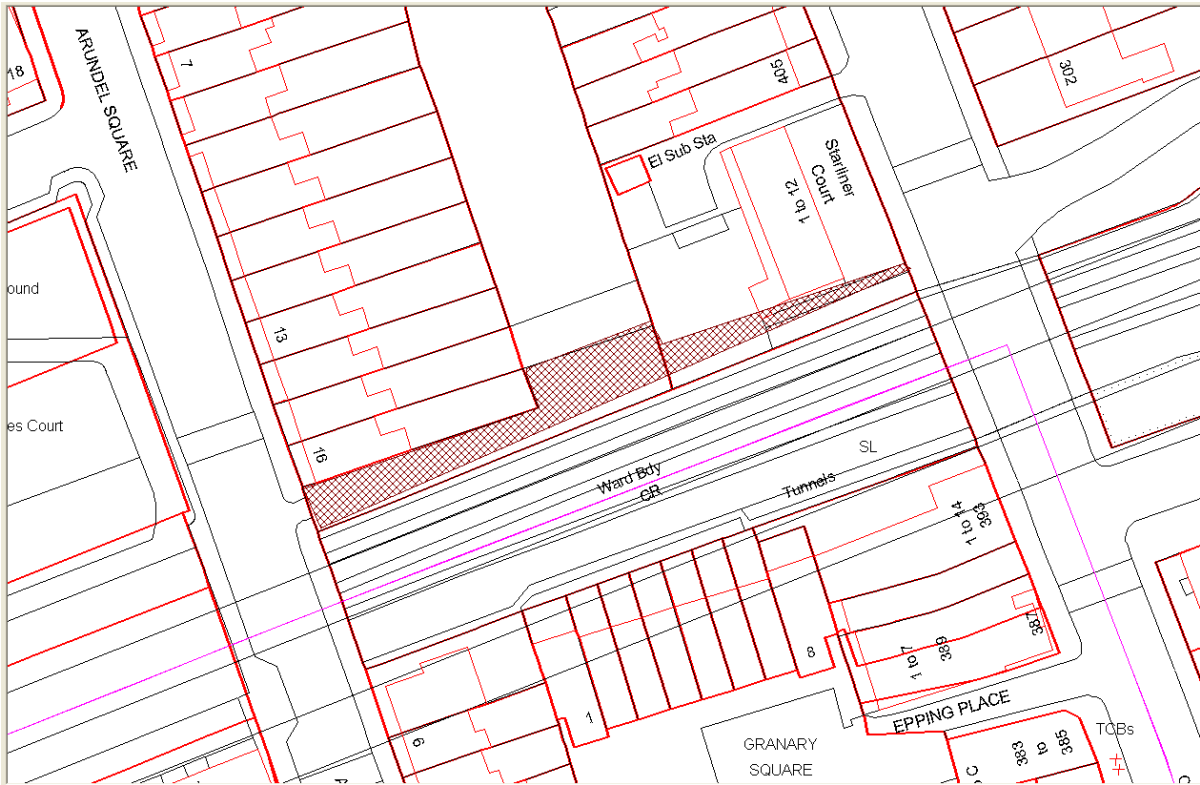 18
ARUNDEL SQUARE
7
405
302
El Sub Sta
Starliner
Court
1 to 12
ound
13
es Court
16
Ward Bdy
CR
SL
Tunnels
393
1 to 14
387
389
1 to 7
8
1
6
EPPING PLACE
GRANARY
SQUARE
TCBs
385
to
383
C